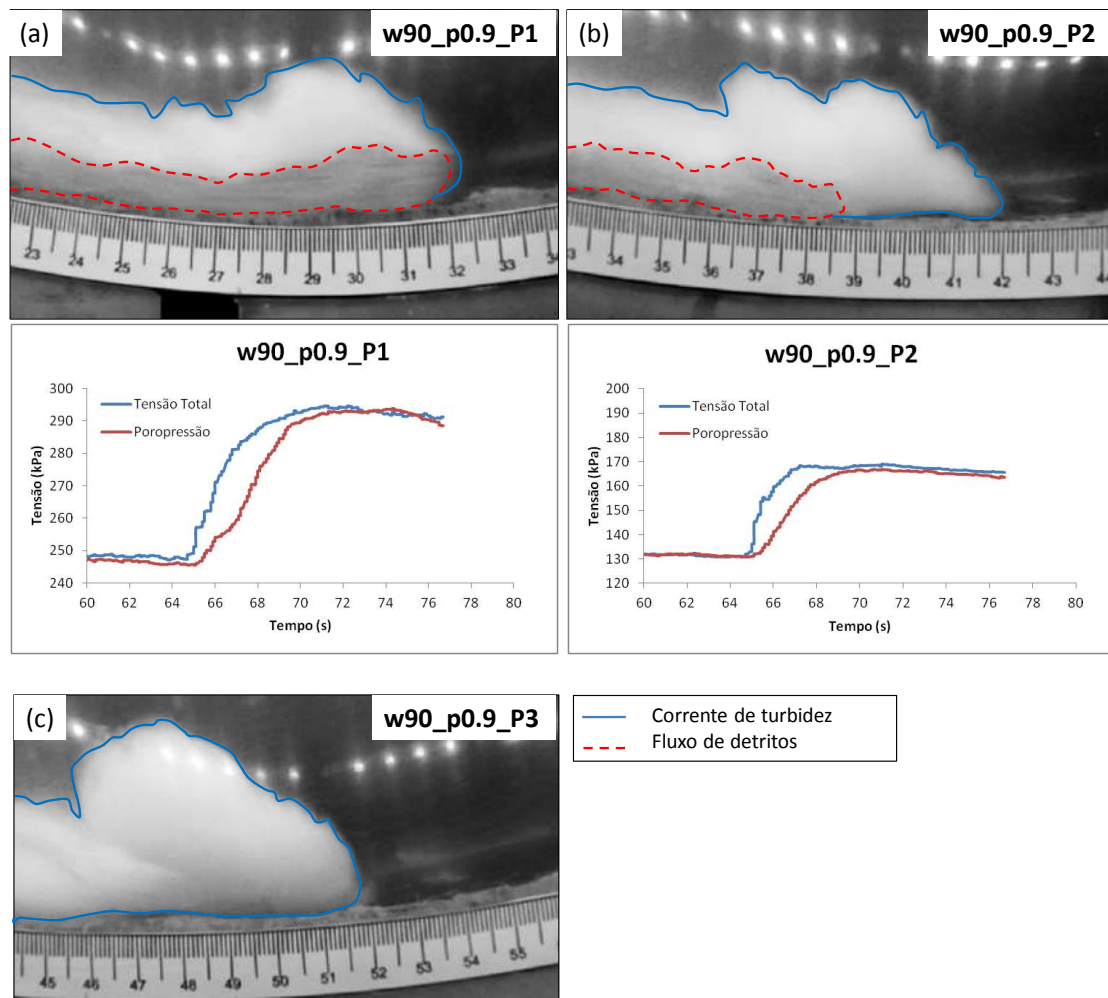 (a)
w90_p0.9_P1
23 24 25 26 27 28 29 30 31 32 33 34
(b)
w90_p0.9_P2
34 35 36 37 38 39 40 41 42 43
w90_p0.9_P1
300
290
280
270
260
250
240
Tensão (kPa)
Tensão Total
Poropressão
60 62 64 66 68 70 72 74 76 78 80
Tempo (s)
w90_p0.9_P2
200
190
180
170
160
150
140
130
120
Tensão (kPa)
Tensão Total
Poropressão
60 62 64 66 68 70 72 74 76 78 80
Tempo (s)
(c)
w90_p0.9_P3
45 46 47 48 49 50 51 52 53 54 55
Corrente de turbidez
Fluxo de detritos